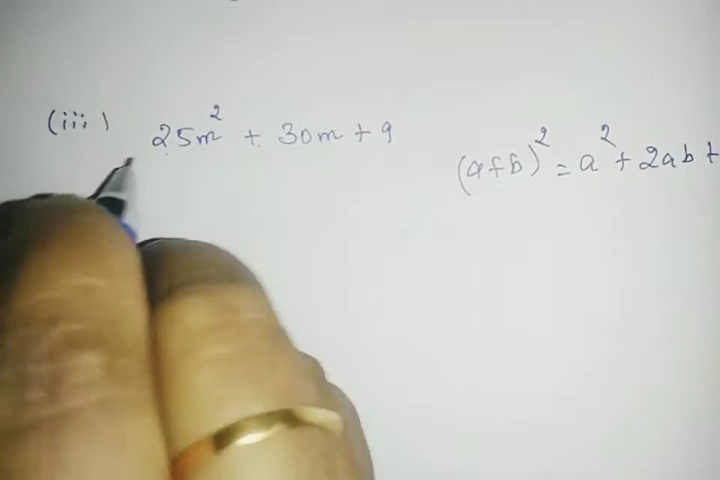 (iii) 25m² + 30m + 9
(a+b)² = a² + 2ab +